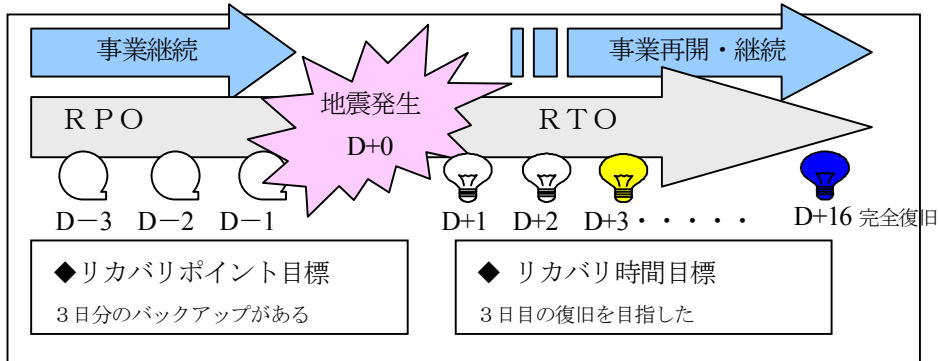 事業継続
事業再開・継続
地震発生
D+0
ＲＰＯ
ＲＴＯ
D－3 D－2 D－1
D+1 D+2 D+3・・・・・ D+16 完全復旧
◆リカバリポイント目標
３日分のバックアップがある
◆ リカバリ時間目標
３日目の復旧を目指した